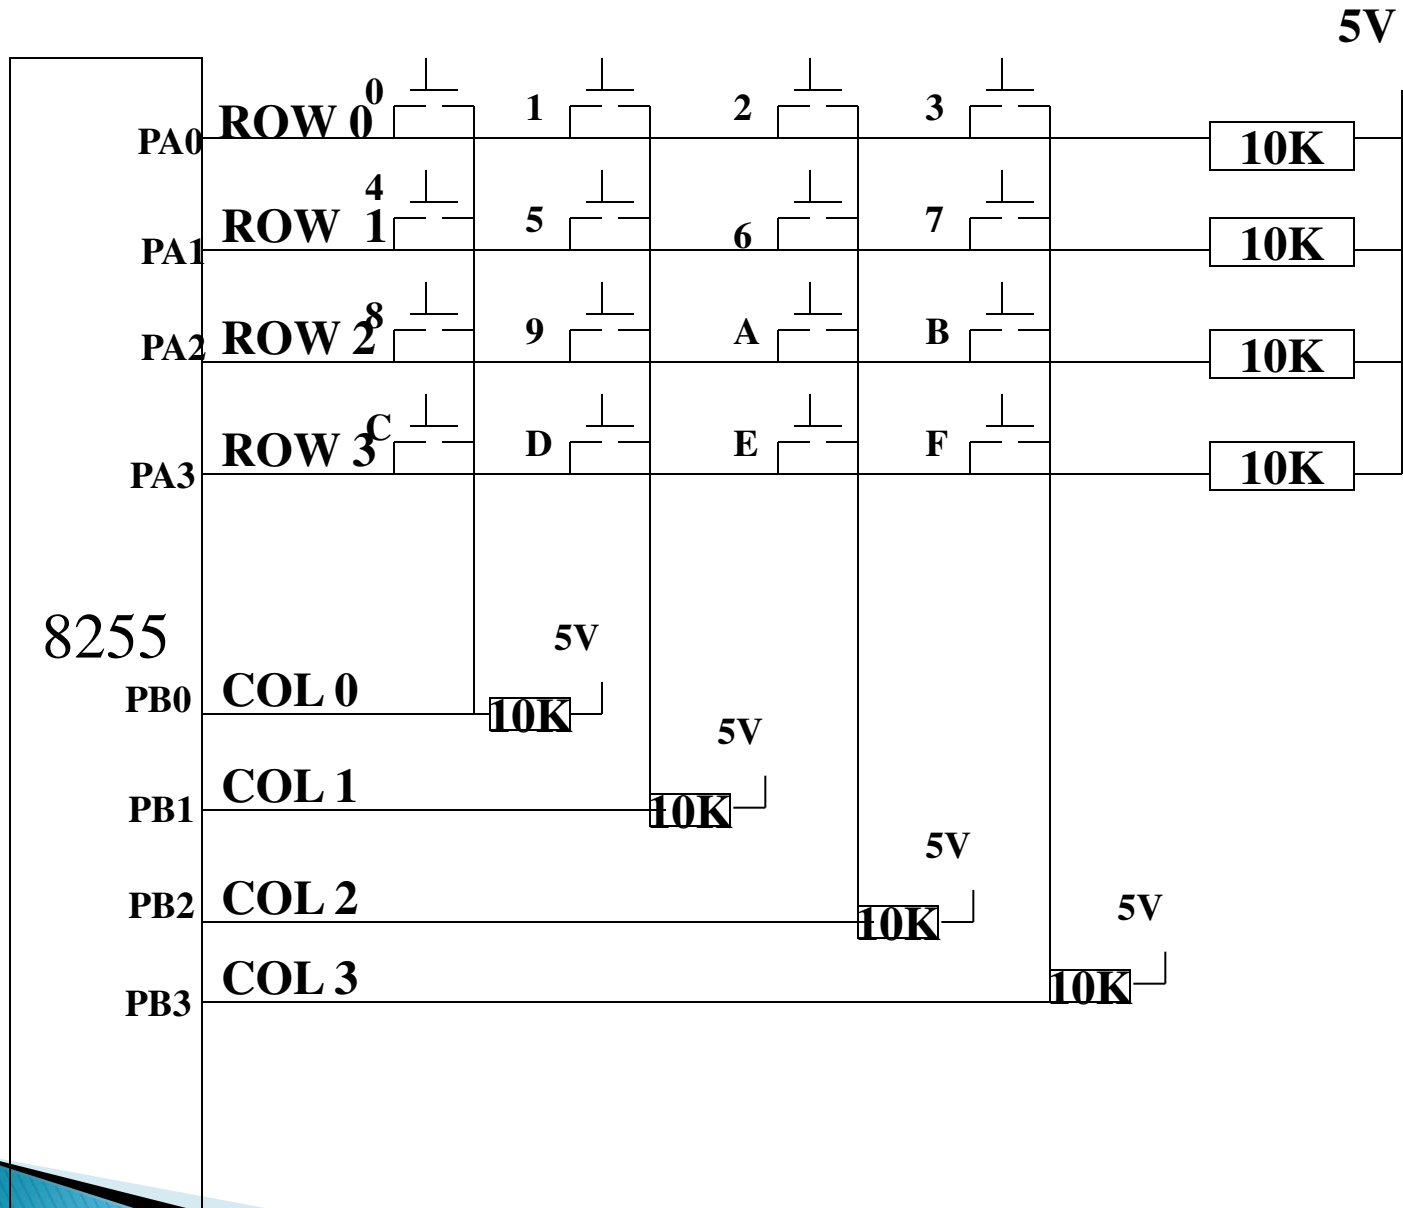 5V
0 1 2 3
PA0 ROW 0 10K
4 5 6 7
PA1 ROW 1 10K
8 9 A B
PA2 ROW 2 10K
C D E F
PA3 ROW 3 10K
8255
5V
PB0 COL 0 10K
5V
PB1 COL 1 10K
5V
PB2 COL 2 10K
5V
PB3 COL 3 10K